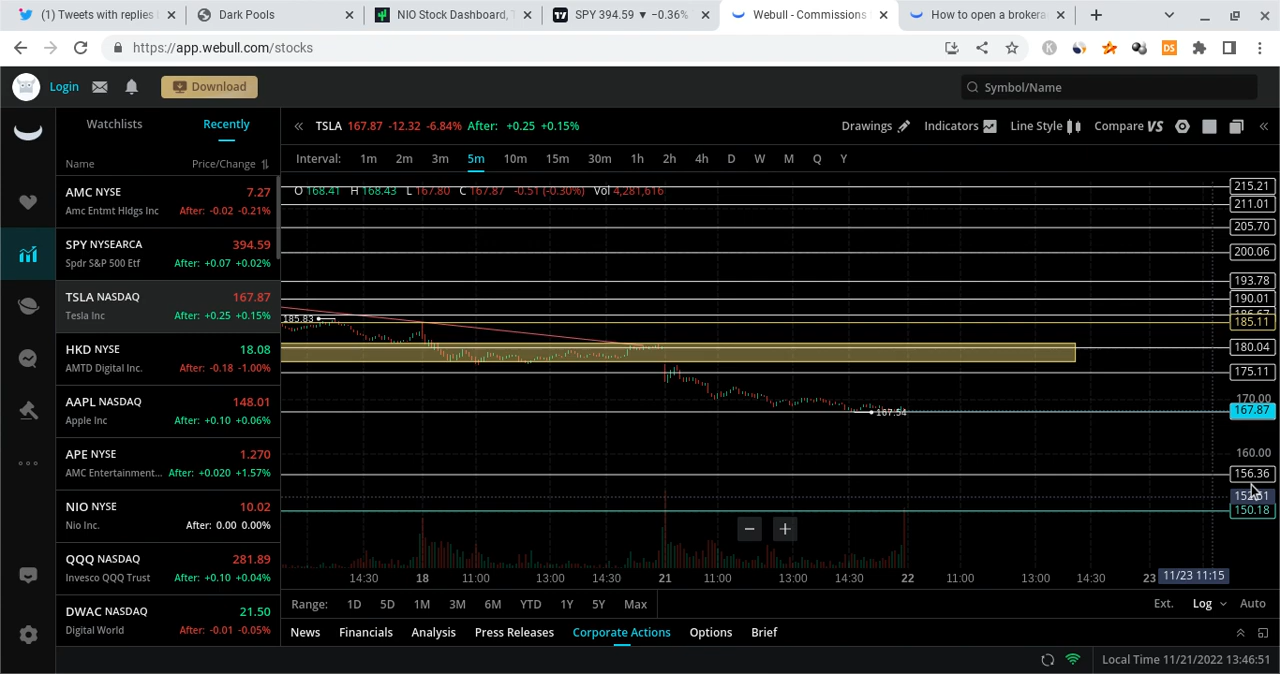 (1) Tweets with replies
Dark Pools
NIO Stock Dashboard, T
SPY 394.59 ▼ −0.36%
Webull - Commissions
How to open a brokera
https://app.webull.com/stocks
Login
Download
Symbol/Name
Watchlists
Recently
Name
Price/Change
AMC NYSE 7.27
Amc Entmt Hldgs Inc After: -0.02 -0.21%
SPY NYSEARCA 394.59
Spdr S&P 500 Etf After: +0.07 +0.02%
TSLA NASDAQ 167.87
Tesla Inc After: +0.25 +0.15%
HKD NYSE 18.08
AMTD Digital Inc. After: -0.18 -1.00%
AAPL NASDAQ 148.01
Apple Inc After: +0.10 +0.06%
APE NYSE 1.270
AMC Entertainment... After: +0.020 +1.57%
NIO NYSE 10.02
Nio Inc. After: 0.00 0.00%
QQQ NASDAQ 281.89
Invesco QQQ Trust After: +0.10 +0.04%
DWAC NASDAQ 21.50
Digital World After: -0.01 -0.05%
TSLA 167.87 -12.32 -6.84% After: +0.25 +0.15%
Drawings
Indicators
Line Style
Compare VS
Interval: 1m 2m 3m 5m 10m 15m 30m 1h 2h 4h D W M Q Y
O 168.41 H 168.43 L 167.80 C 167.87 -0.51 (-0.30%) Vol 4,281,616
215.21
211.01
205.70
200.06
193.78
190.01
185.11
180.04
175.11
170.00
167.87
160.00
156.36
150.18
185.83
167.54
14:30 18 11:00 13:00 14:30 21 11:00 13:00 14:30 22 11:00 13:00 14:30 23 11/23 11:15
Range: 1D 5D 1M 3M 6M YTD 1Y 5Y Max
Ext. Log Auto
News Financials Analysis Press Releases Corporate Actions Options Brief
Local Time 11/21/2022 13:46:51